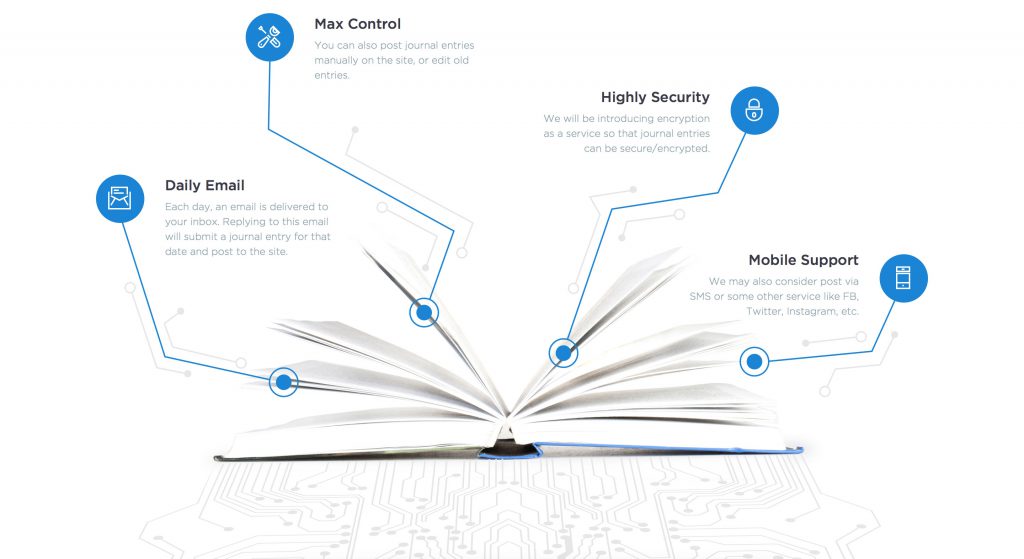 Max Control
You can also post journal entries
manually on the site, or edit old
entries.
Highly Security
We will be introducing encryption
as a service so that journal entries
can be secure/encrypted.
Daily Email
Each day, an email is delivered to
your inbox. Replying to this email
will submit a journal entry for that
date and post to the site.
Mobile Support
We may also consider post via
SMS or some other service like FB,
Twitter, Instagram, etc.